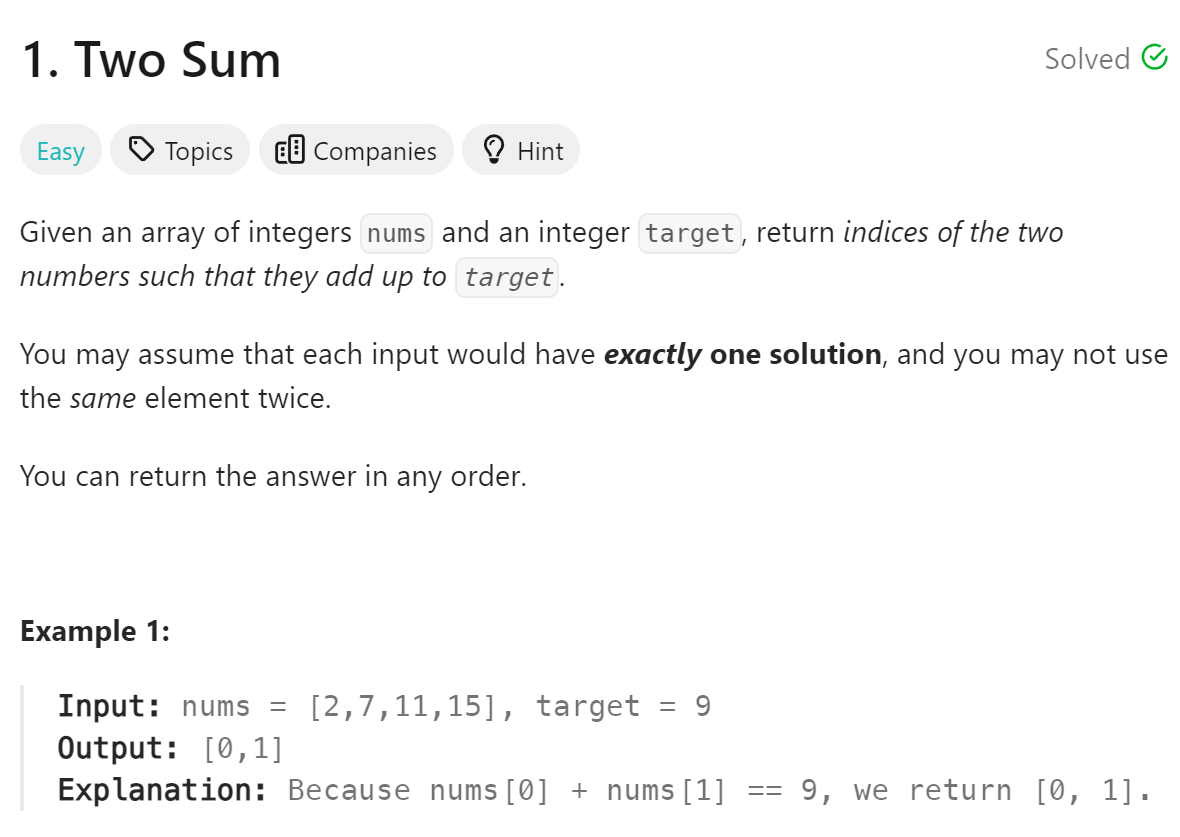 1. Two Sum
Solved
Easy Topics Companies Hint
Given an array of integers nums and an integer target, return indices of the two
numbers such that they add up to target.
You may assume that each input would have exactly one solution, and you may not use
the same element twice.
You can return the answer in any order.
Example 1:
Input: nums = [2,7,11,15], target = 9
Output: [0,1]
Explanation: Because nums[0] + nums[1] == 9, we return [0, 1].